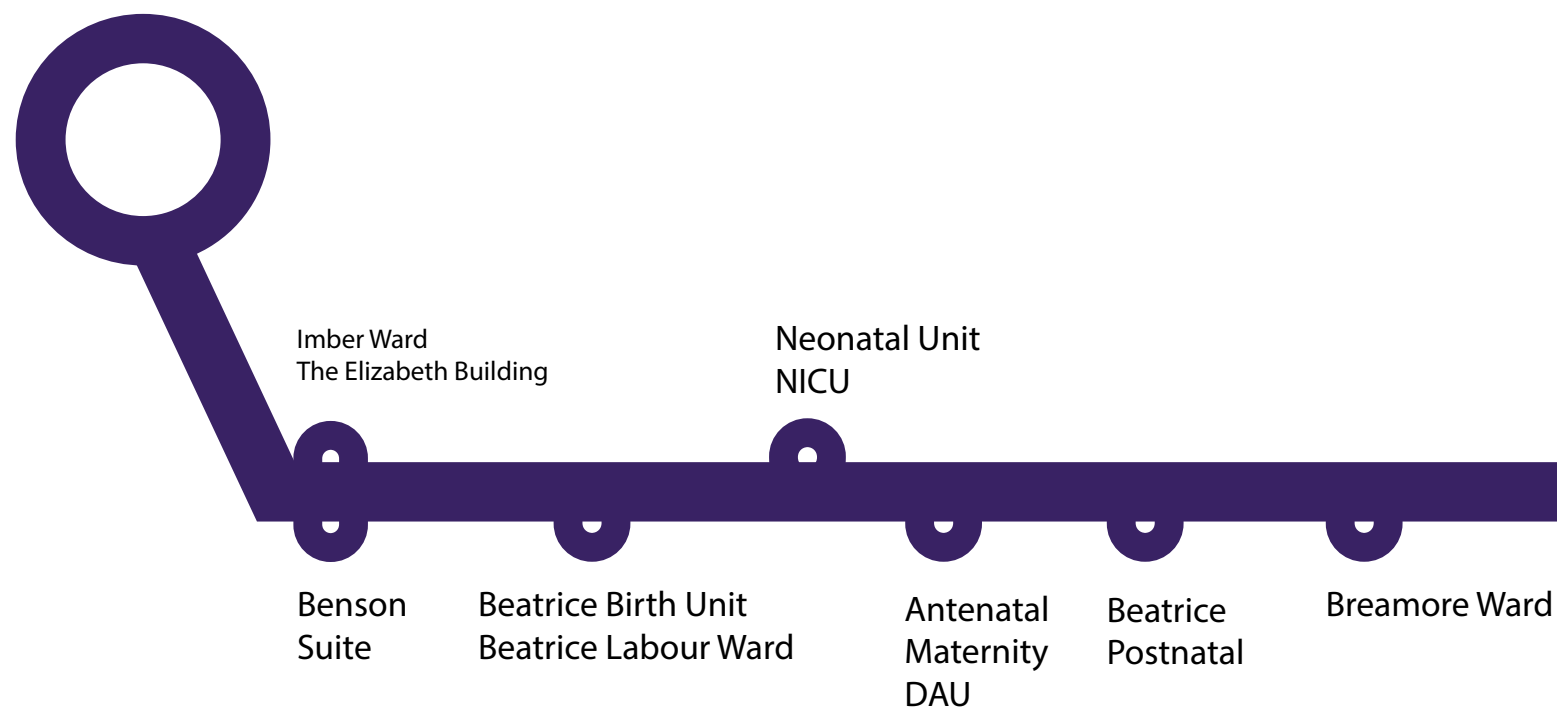 Imber Ward
The Elizabeth Building
Neonatal Unit
NICU
Benson
Suite
Beatrice Birth Unit
Beatrice Labour Ward
Antenatal
Maternity
DAU
Beatrice
Postnatal
Breamore Ward